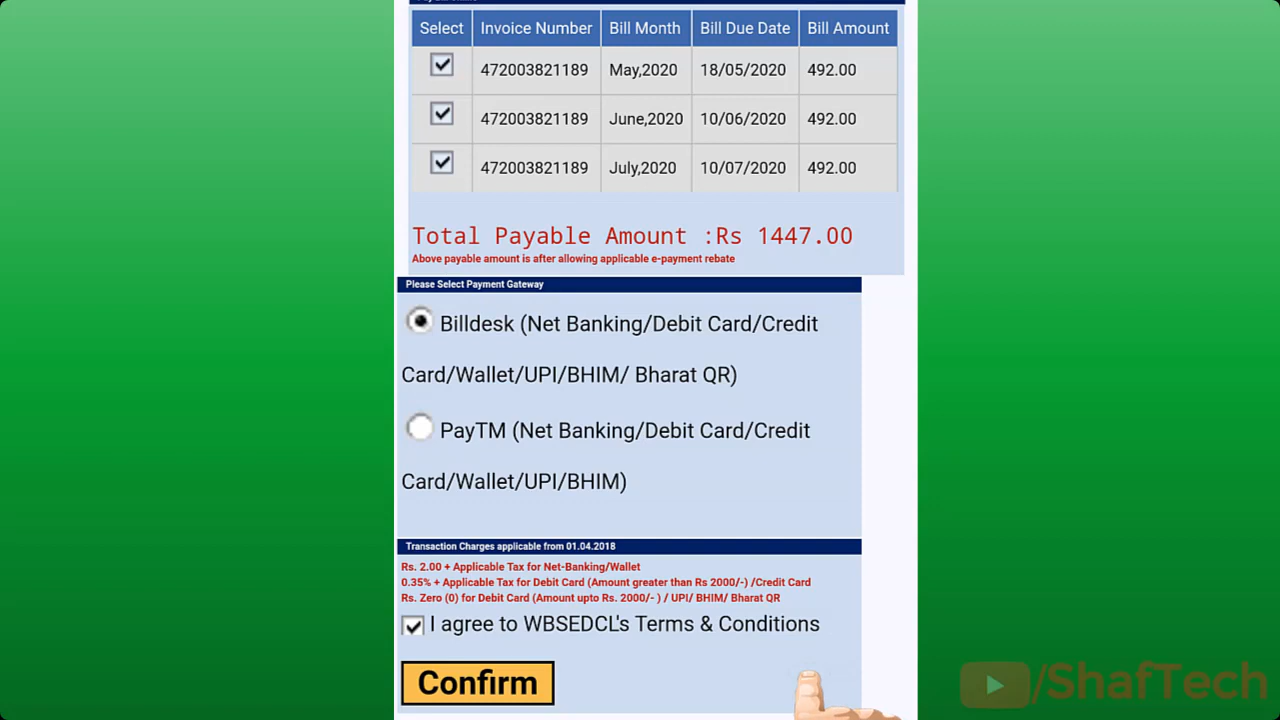 Select Invoice Number Bill Month Bill Due Date Bill Amount
472003821189 May,2020 18/05/2020 492.00
472003821189 June,2020 10/06/2020 492.00
472003821189 July,2020 10/07/2020 492.00
Total Payable Amount :Rs 1447.00
Above payable amount is after allowing applicable e-payment rebate
Please Select Payment Gateway
Billdesk (Net Banking/Debit Card/Credit
Card/Wallet/UPI/BHIM/ Bharat QR)
PayTM (Net Banking/Debit Card/Credit
Card/Wallet/UPI/BHIM)
Transaction Charges applicable from 01.04.2018
Rs. 2.00 + Applicable Tax for Net-Banking/Wallet
0.35% + Applicable Tax for Debit Card (Amount greater than Rs 2000/-) /Credit Card
Rs. Zero (0) for Debit Card (Amount upto Rs. 2000/- ) / UPI/ BHIM/ Bharat QR
I agree to WBSEDCL's Terms & Conditions
Confirm
/ShafTech